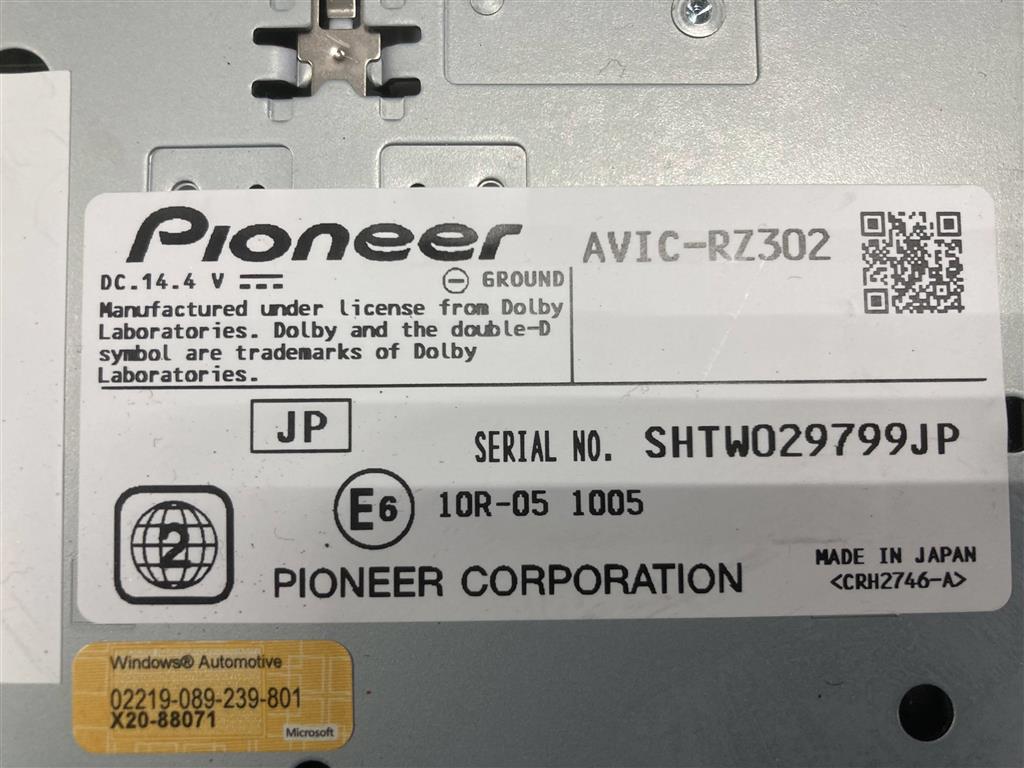 Pioneer
AVIC-RZ302
DC.14.4 V
GROUND
Manufactured under license from Dolby
Laboratories. Dolby and the double-D
symbol are trademarks of Dolby
Laboratories.
JP
SERIAL NO. SHTW029799JP
2
E6 10R-05 1005
PIONEER CORPORATION
MADE IN JAPAN
<CRH2746-A>
Windows® Automotive
02219-089-239-801
X20-88071
Microsoft